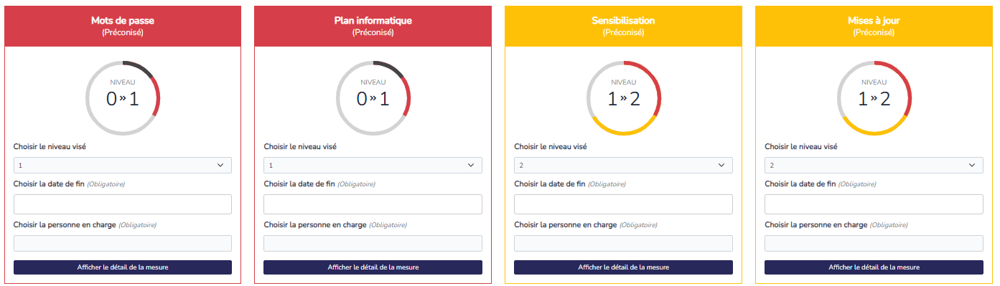 Mots de passe
(Préconisé)
NIVEAU
0 » 1
Choisir le niveau visé
1
Choisir la date de fin (Obligatoire)
Choisir la personne en charge (Obligatoire)
Afficher le détail de la mesure
Plan informatique
(Préconisé)
NIVEAU
0 » 1
Choisir le niveau visé
1
Choisir la date de fin (Obligatoire)
Choisir la personne en charge (Obligatoire)
Afficher le détail de la mesure
Sensibilisation
(Préconisé)
NIVEAU
1 » 2
Choisir le niveau visé
2
Choisir la date de fin (Obligatoire)
Choisir la personne en charge (Obligatoire)
Afficher le détail de la mesure
Mises à jour
(Préconisé)
NIVEAU
1 » 2
Choisir le niveau visé
2
Choisir la date de fin (Obligatoire)
Choisir la personne en charge (Obligatoire)
Afficher le détail de la mesure